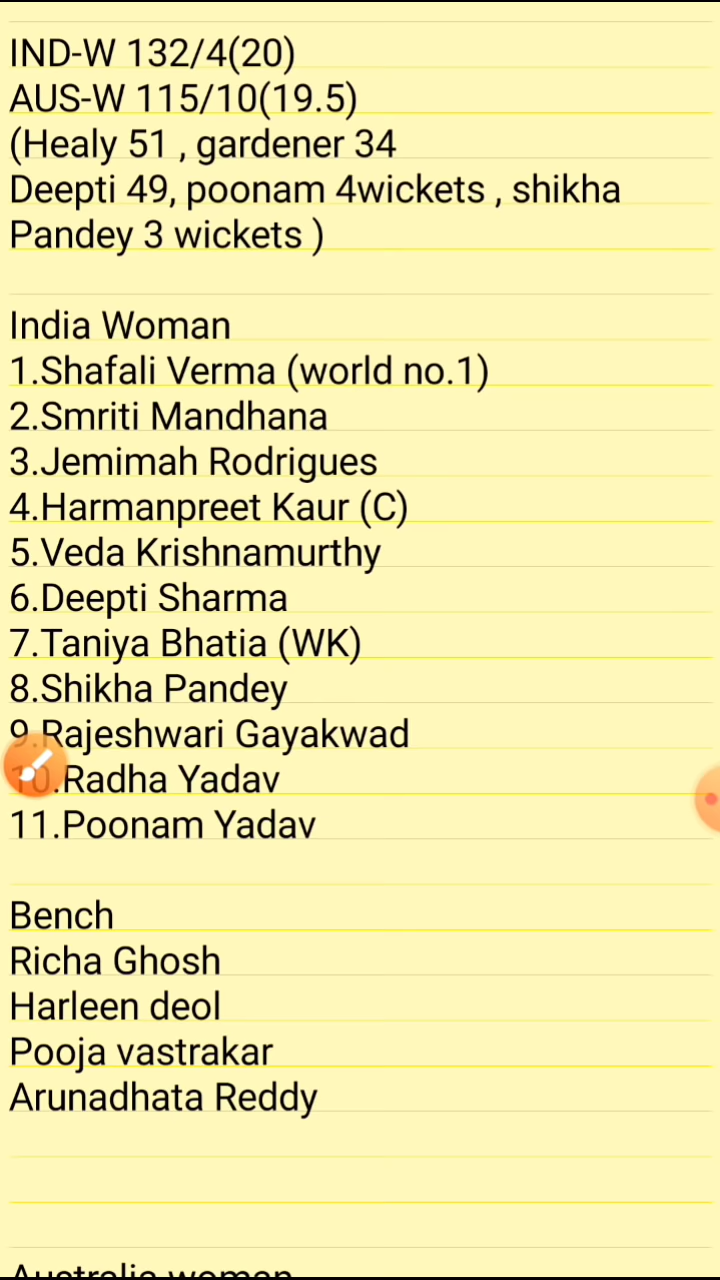 IND-W 132/4(20)
AUS-W 115/10(19.5)
(Healy 51 , gardener 34
Deepti 49, poonam 4wickets , shikha
Pandey 3 wickets )
India Woman
1.Shafali Verma (world no.1)
2.Smriti Mandhana
3.Jemimah Rodrigues
4.Harmanpreet Kaur (C)
5.Veda Krishnamurthy
6.Deepti Sharma
7.Taniya Bhatia (WK)
8.Shikha Pandey
9.Rajeshwari Gayakwad
10.Radha Yadav
11.Poonam Yadav
Bench
Richa Ghosh
Harleen deol
Pooja vastrakar
Arunadhata Reddy
Australia woman